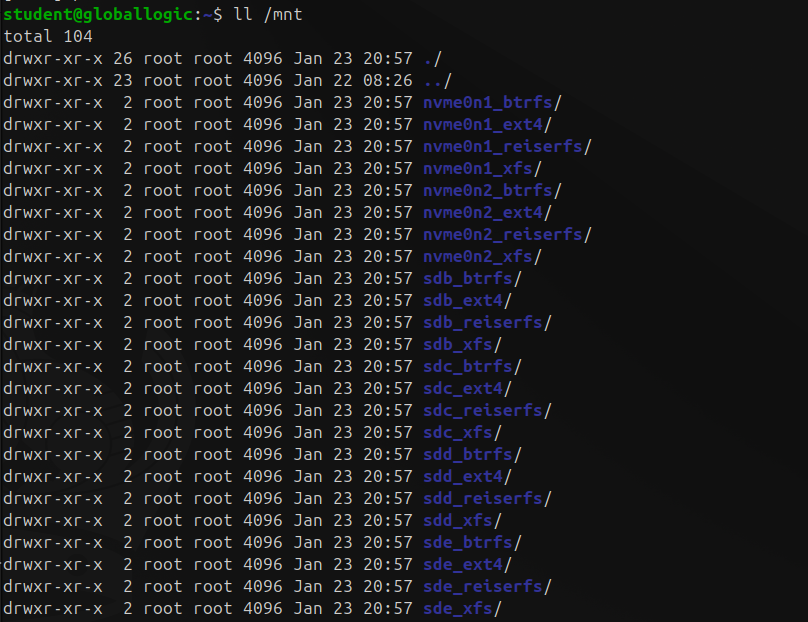 student@globallogic:~$ ll /mnt
total 104
drwxr-xr-x 26 root root 4096 Jan 23 20:57 ./
drwxr-xr-x 23 root root 4096 Jan 22 08:26 ../
drwxr-xr-x  2 root root 4096 Jan 23 20:57 nvme0n1_btrfs/
drwxr-xr-x  2 root root 4096 Jan 23 20:57 nvme0n1_ext4/
drwxr-xr-x  2 root root 4096 Jan 23 20:57 nvme0n1_reiserfs/
drwxr-xr-x  2 root root 4096 Jan 23 20:57 nvme0n1_xfs/
drwxr-xr-x  2 root root 4096 Jan 23 20:57 nvme0n2_btrfs/
drwxr-xr-x  2 root root 4096 Jan 23 20:57 nvme0n2_ext4/
drwxr-xr-x  2 root root 4096 Jan 23 20:57 nvme0n2_reiserfs/
drwxr-xr-x  2 root root 4096 Jan 23 20:57 nvme0n2_xfs/
drwxr-xr-x  2 root root 4096 Jan 23 20:57 sdb_btrfs/
drwxr-xr-x  2 root root 4096 Jan 23 20:57 sdb_ext4/
drwxr-xr-x  2 root root 4096 Jan 23 20:57 sdb_reiserfs/
drwxr-xr-x  2 root root 4096 Jan 23 20:57 sdb_xfs/
drwxr-xr-x  2 root root 4096 Jan 23 20:57 sdc_btrfs/
drwxr-xr-x  2 root root 4096 Jan 23 20:57 sdc_ext4/
drwxr-xr-x  2 root root 4096 Jan 23 20:57 sdc_reiserfs/
drwxr-xr-x  2 root root 4096 Jan 23 20:57 sdc_xfs/
drwxr-xr-x  2 root root 4096 Jan 23 20:57 sdd_btrfs/
drwxr-xr-x  2 root root 4096 Jan 23 20:57 sdd_ext4/
drwxr-xr-x  2 root root 4096 Jan 23 20:57 sdd_reiserfs/
drwxr-xr-x  2 root root 4096 Jan 23 20:57 sdd_xfs/
drwxr-xr-x  2 root root 4096 Jan 23 20:57 sde_btrfs/
drwxr-xr-x  2 root root 4096 Jan 23 20:57 sde_ext4/
drwxr-xr-x  2 root root 4096 Jan 23 20:57 sde_reiserfs/
drwxr-xr-x  2 root root 4096 Jan 23 20:57 sde_xfs/